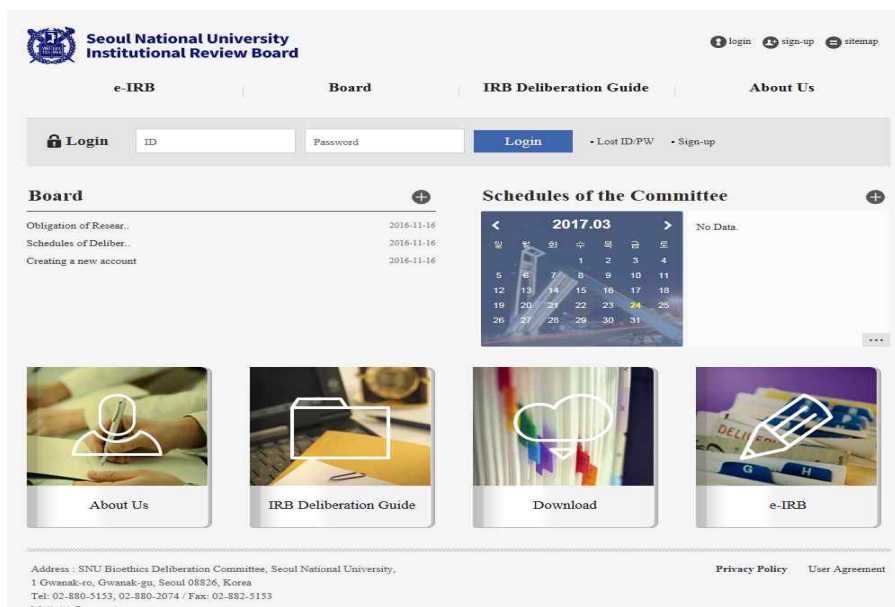 Seoul National University
Institutional Review Board
login sign-up sitemap
e-IRB Board IRB Deliberation Guide About Us
Login ID Password Login • Lost ID/PW • Sign-up
Board
Obligation of Resear.. 2016-11-16
Schedules of Deliber.. 2016-11-16
Creating a new account 2016-11-16
Schedules of the Committee
2017.03
일 월 화 수 목 금 토
1 2 3 4
5 6 7 8 9 10 11
12 13 14 15 16 17 18
19 20 21 22 23 24 25
26 27 28 29 30 31
No Data.
...
DELI
G H
About Us IRB Deliberation Guide Download e-IRB
Address : SNU Bioethics Deliberation Committee, Seoul National University,
1 Gwanak-ro, Gwanak-gu, Seoul 08826, Korea
Tel: 02-880-5153, 02-880-2074 / Fax: 02-882-5153
Privacy Policy User Agreement